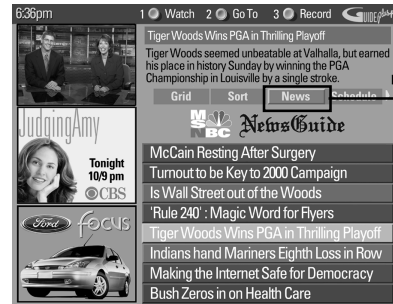 6:36pm
1 Watch 2 Go To 3 Record GUIDE Plus+
Tiger Woods Wins PGA in Thrilling Playoff
Tiger Woods seemed unbeatable at Valhalla, but earned
his place in history Sunday by winning the PGA
Championship in Louisville by a single stroke.
Grid Sort News Schedule
JudgingAmy
Tonight
10/9 pm
CBS
MSNBC NewsGuide
McCain Resting After Surgery
Turnout to be Key to 2000 Campaign
Is Wall Street out of the Woods
'Rule 240' : Magic Word for Flyers
Tiger Woods Wins PGA in Thrilling Playoff
Indians hand Mariners Eighth Loss in Row
Making the Internet Safe for Democracy
Bush Zeros in on Health Care
Ford focus